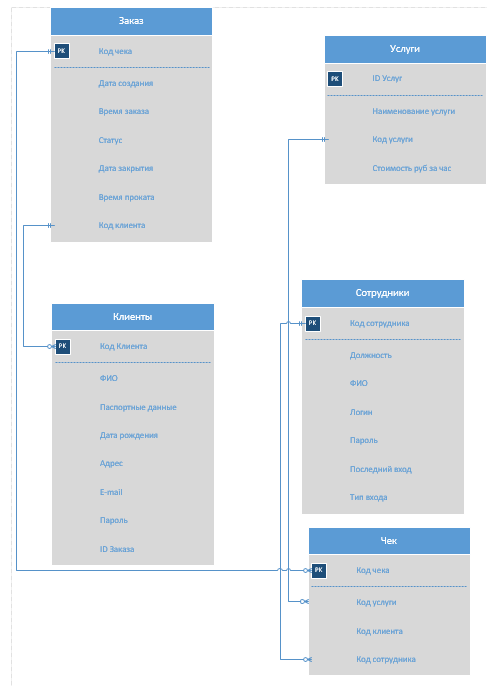 Заказ
PK Код чека
Дата создания
Время заказа
Статус
Дата закрытия
Время проката
Код клиента
Услуги
PK ID Услуг
Наименование услуги
Код услуги
Стоимость руб за час
Клиенты
PK Код Клиента
ФИО
Паспортные данные
Дата рождения
Адрес
E-mail
Пароль
ID Заказа
Сотрудники
PK Код сотрудника
Должность
ФИО
Логин
Пароль
Последний вход
Тип входа
Чек
PK Код чека
Код услуги
Код клиента
Код сотрудника